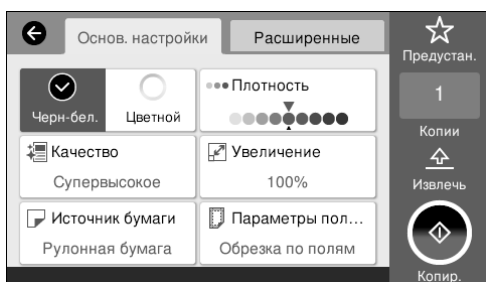 Основ. настройки
Расширенные
Предустан.
Черн-бел.
Цветной
Плотность
1
Копии
Качество
Супервысокое
Увеличение
100%
Извлечь
Источник бумаги
Рулонная бумага
Параметры пол...
Обрезка по полям
Копир.